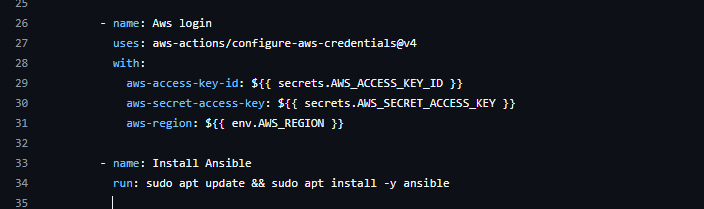 25
26 - name: Aws login
27 uses: aws-actions/configure-aws-credentials@v4
28 with:
29 aws-access-key-id: ${{ secrets.AWS_ACCESS_KEY_ID }}
30 aws-secret-access-key: ${{ secrets.AWS_SECRET_ACCESS_KEY }}
31 aws-region: ${{ env.AWS_REGION }}
32
33 - name: Install Ansible
34 run: sudo apt update && sudo apt install -y ansible
35